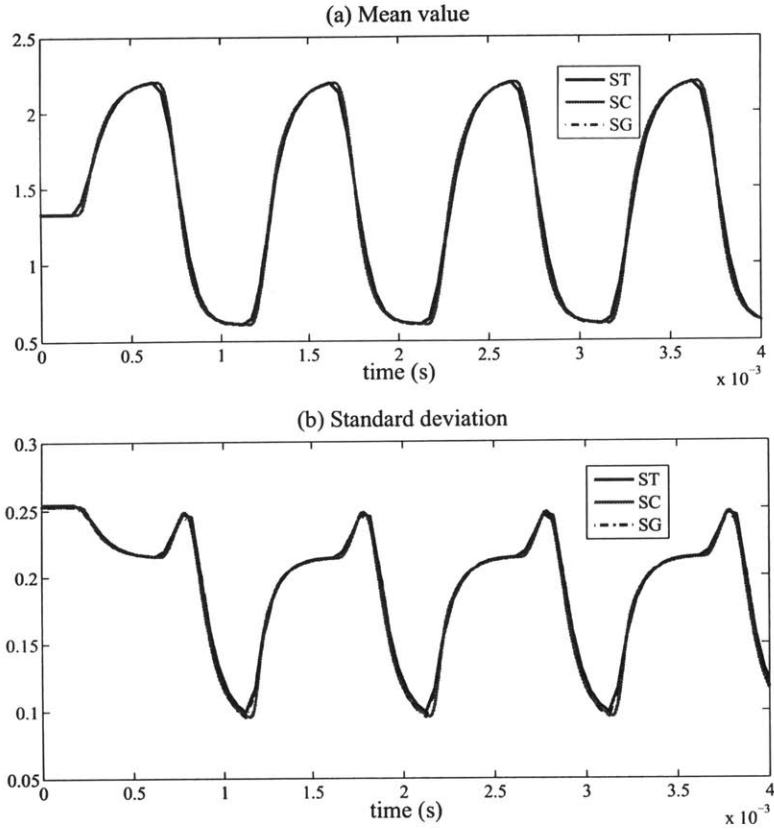 (a) Mean value
2.5
2
1.5
1
0.5
ST
SC
SG
0 0.5 1 1.5 2 2.5 3 3.5 4
time (s)
x 10⁻³
(b) Standard deviation
0.3
0.25
0.2
0.15
0.1
0.05
ST
SC
SG
0 0.5 1 1.5 2 2.5 3 3.5 4
time (s)
x 10⁻³